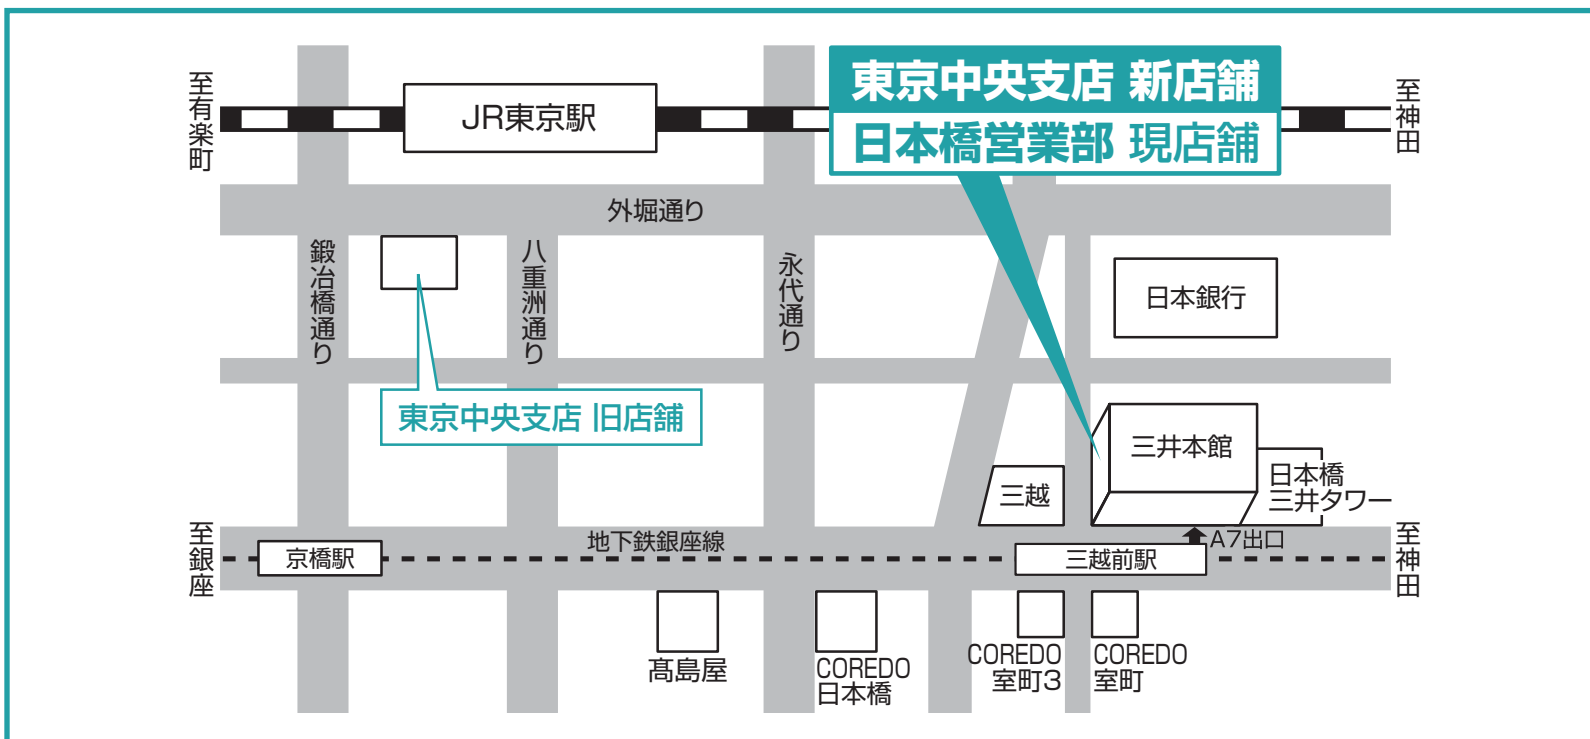 東京中央支店 新店舗
日本橋営業部 現店舗
至有楽町
JR東京駅
至神田
外堀通り
鍛冶橋通り
八重洲通り
永代通り
日本銀行
東京中央支店 旧店舗
三井本館
三越
日本橋
三井タワー
至銀座
京橋駅
地下鉄銀座線
三越前駅
A7出口
至神田
髙島屋
COREDO
日本橋
COREDO
室町3
COREDO
室町